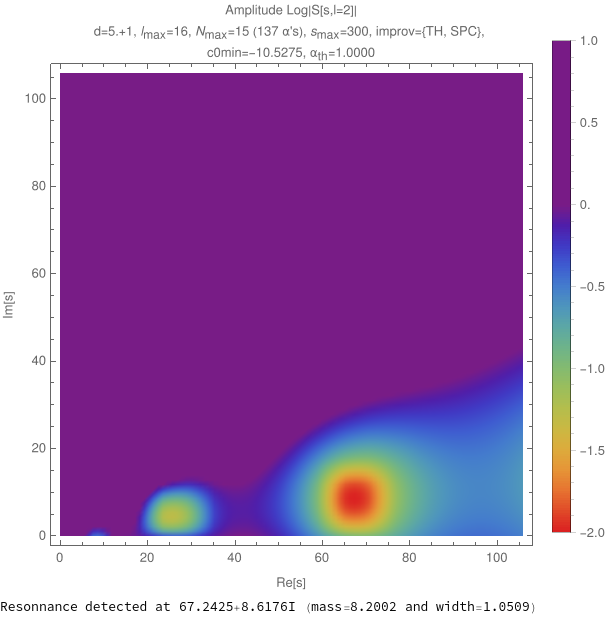 Amplitude Log|S[s,l=2]|
d=5.+1, lmax=16, Nmax=15 (137 α's), smax=300, improv={TH, SPC},
c0min=−10.5275, αth=1.0000
1.0
0.5
0.
−0.5
−1.0
−1.5
−2.0
100
80
60
40
20
0
Im[s]
0 20 40 60 80 100
Re[s]
Resonnance detected at 67.2425+8.6176I (mass=8.2002 and width=1.0509)